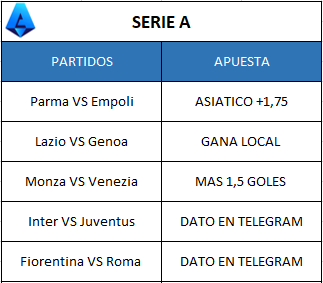 SERIE A
PARTIDOS APUESTA
Parma VS Empoli ASIATICO +1,75
Lazio VS Genoa GANA LOCAL
Monza VS Venezia MAS 1,5 GOLES
Inter VS Juventus DATO EN TELEGRAM
Fiorentina VS Roma DATO EN TELEGRAM